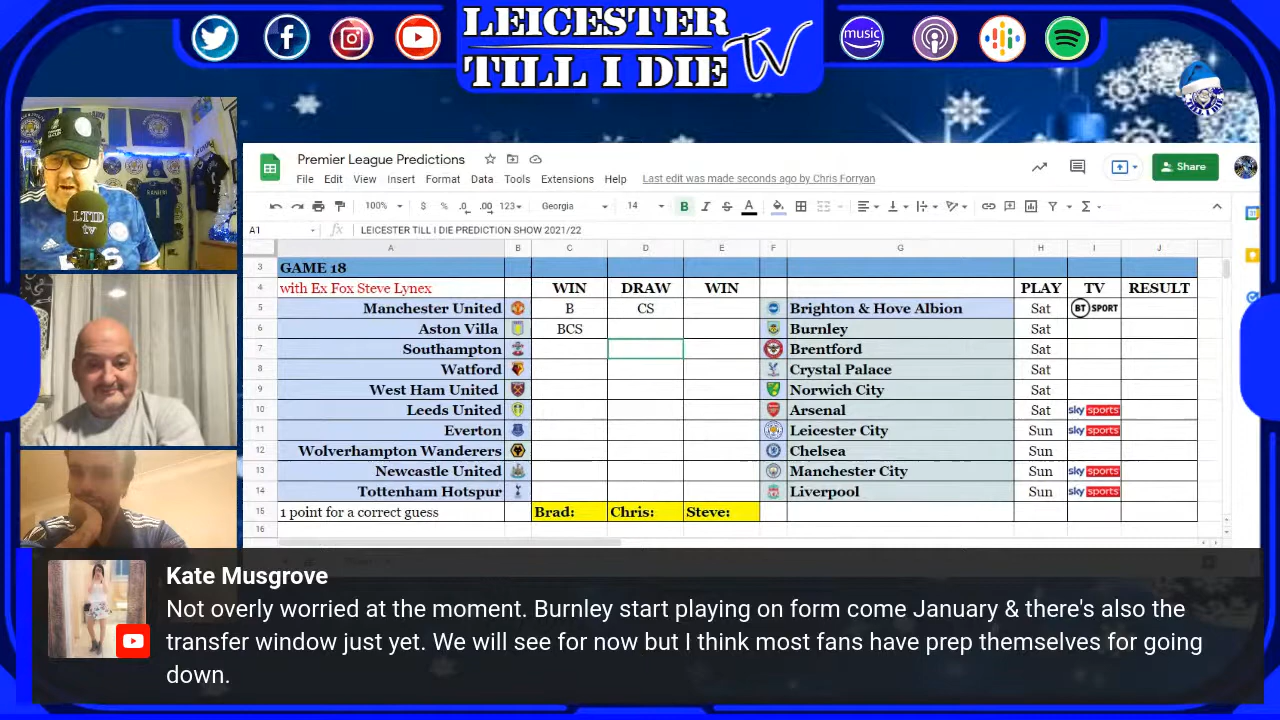 LEICESTER
TILL I DIE TV
music
Premier League Predictions
File Edit View Insert Format Tools Extensions Help Last edit was made seconds ago by Chris Forryan
Share
100% $ % .0 .00 123 Georgia 14 B I S A
A1 fx LEICESTER TILL I DIE PREDICTION SHOW 2021/22
A B C D E F G H I J
3 GAME 18
4 with Ex Fox Steve Lynex WIN DRAW WIN PLAY TV RESULT
5 Manchester United B CS Brighton & Hove Albion Sat BT SPORT
6 Aston Villa BCS Burnley Sat
7 Southampton Brentford Sat
8 Watford Crystal Palace Sat
9 West Ham United Norwich City Sat
10 Leeds United Arsenal Sat sky sports
11 Everton Leicester City Sun sky sports
12 Wolverhampton Wanderers Chelsea Sun
13 Newcastle United Manchester City Sun sky sports
14 Tottenham Hotspur Liverpool Sun sky sports
15 1 point for a correct guess Brad: Chris: Steve:
16
LTID
tv
Kate Musgrove
Not overly worried at the moment. Burnley start playing on form come January & there's also the
transfer window just yet. We will see for now but I think most fans have prep themselves for going
down.